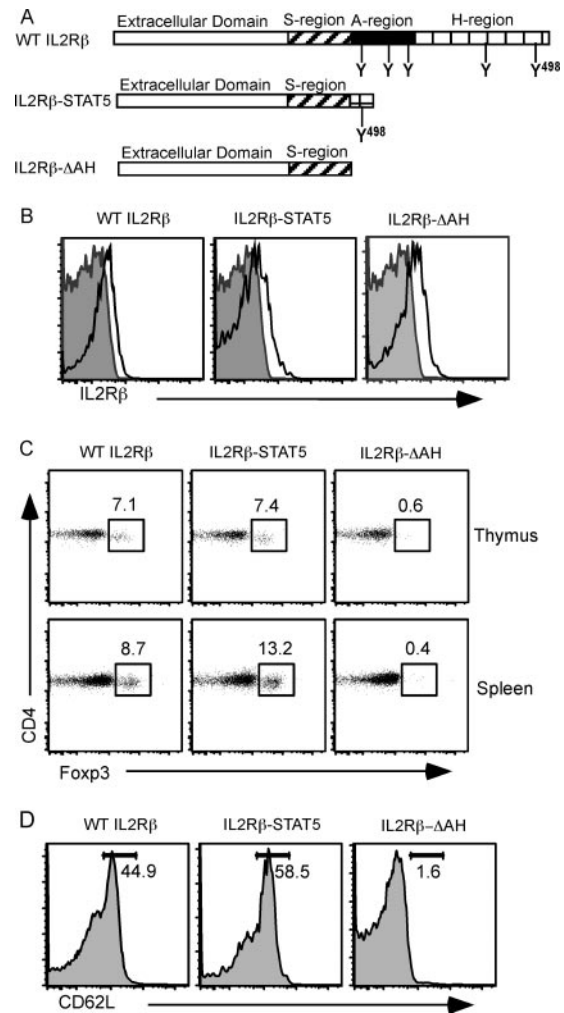 A
Extracellular Domain S-region A-region H-region
WT IL2Rβ
Y Y Y Y Y498
Extracellular Domain S-region
IL2Rβ-STAT5
Y498
Extracellular Domain S-region
IL2Rβ-ΔAH
B
WT IL2Rβ IL2Rβ-STAT5 IL2Rβ-ΔAH
IL2Rβ
C
WT IL2Rβ IL2Rβ-STAT5 IL2Rβ-ΔAH
7.1 7.4 0.6
Thymus
8.7 13.2 0.4
Spleen
CD4
Foxp3
D
WT IL2Rβ IL2Rβ-STAT5 IL2Rβ–ΔAH
44.9 58.5 1.6
CD62L